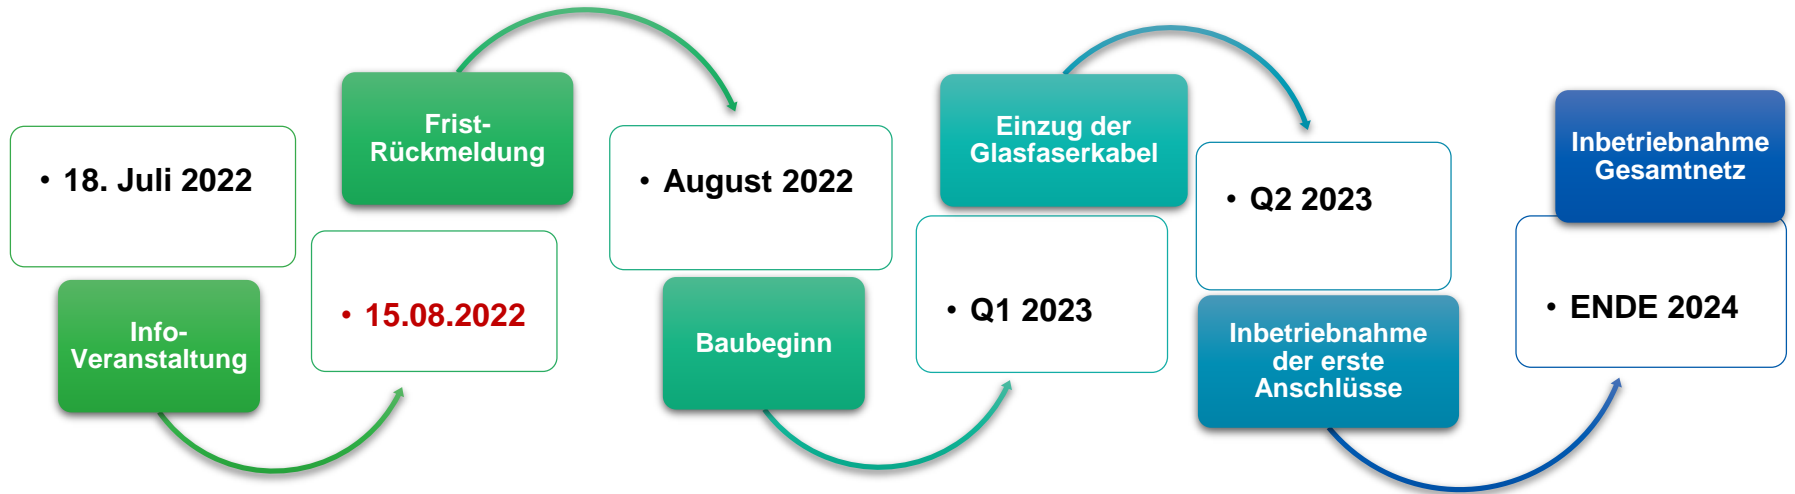 • 18. Juli 2022
Info-
Veranstaltung
Frist-
Rückmeldung
• 15.08.2022
• August 2022
Baubeginn
Einzug der
Glasfaserkabel
• Q1 2023
• Q2 2023
Inbetriebnahme
der erste
Anschlüsse
Inbetriebnahme
Gesamtnetz
• ENDE 2024